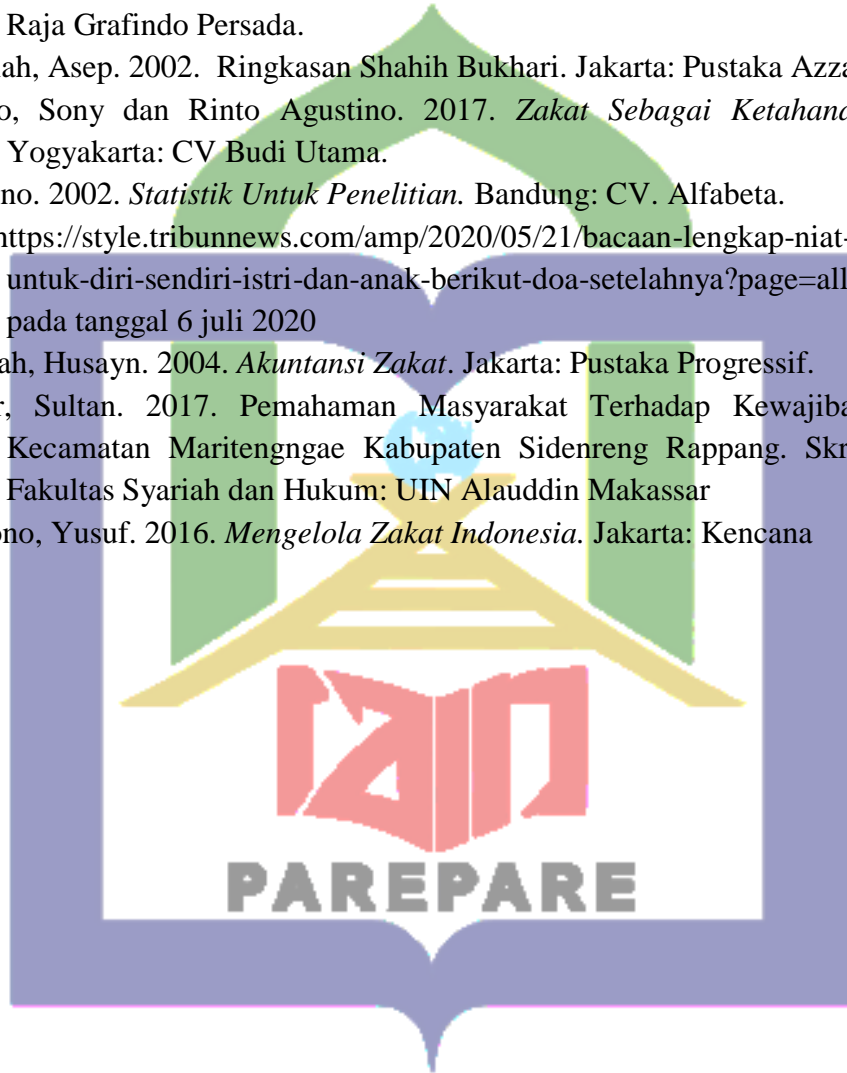 Raja Grafindo Persada.
lah, Asep. 2002. Ringkasan Shahih Bukhari. Jakarta: Pustaka Azza
o, Sony dan Rinto Agustino. 2017. Zakat Sebagai Ketahana
Yogyakarta: CV Budi Utama.
no. 2002. Statistik Untuk Penelitian. Bandung: CV. Alfabeta.
https://style.tribunnews.com/amp/2020/05/21/bacaan-lengkap-niat-
untuk-diri-sendiri-istri-dan-anak-berikut-doa-setelahnya?page=all
pada tanggal 6 juli 2020
ah, Husayn. 2004. Akuntansi Zakat. Jakarta: Pustaka Progressif.
r, Sultan. 2017. Pemahaman Masyarakat Terhadap Kewajiba
Kecamatan Maritengngae Kabupaten Sidenreng Rappang. Skr
Fakultas Syariah dan Hukum: UIN Alauddin Makassar
ono, Yusuf. 2016. Mengelola Zakat Indonesia. Jakarta: Kencana
iain
PAREPARE